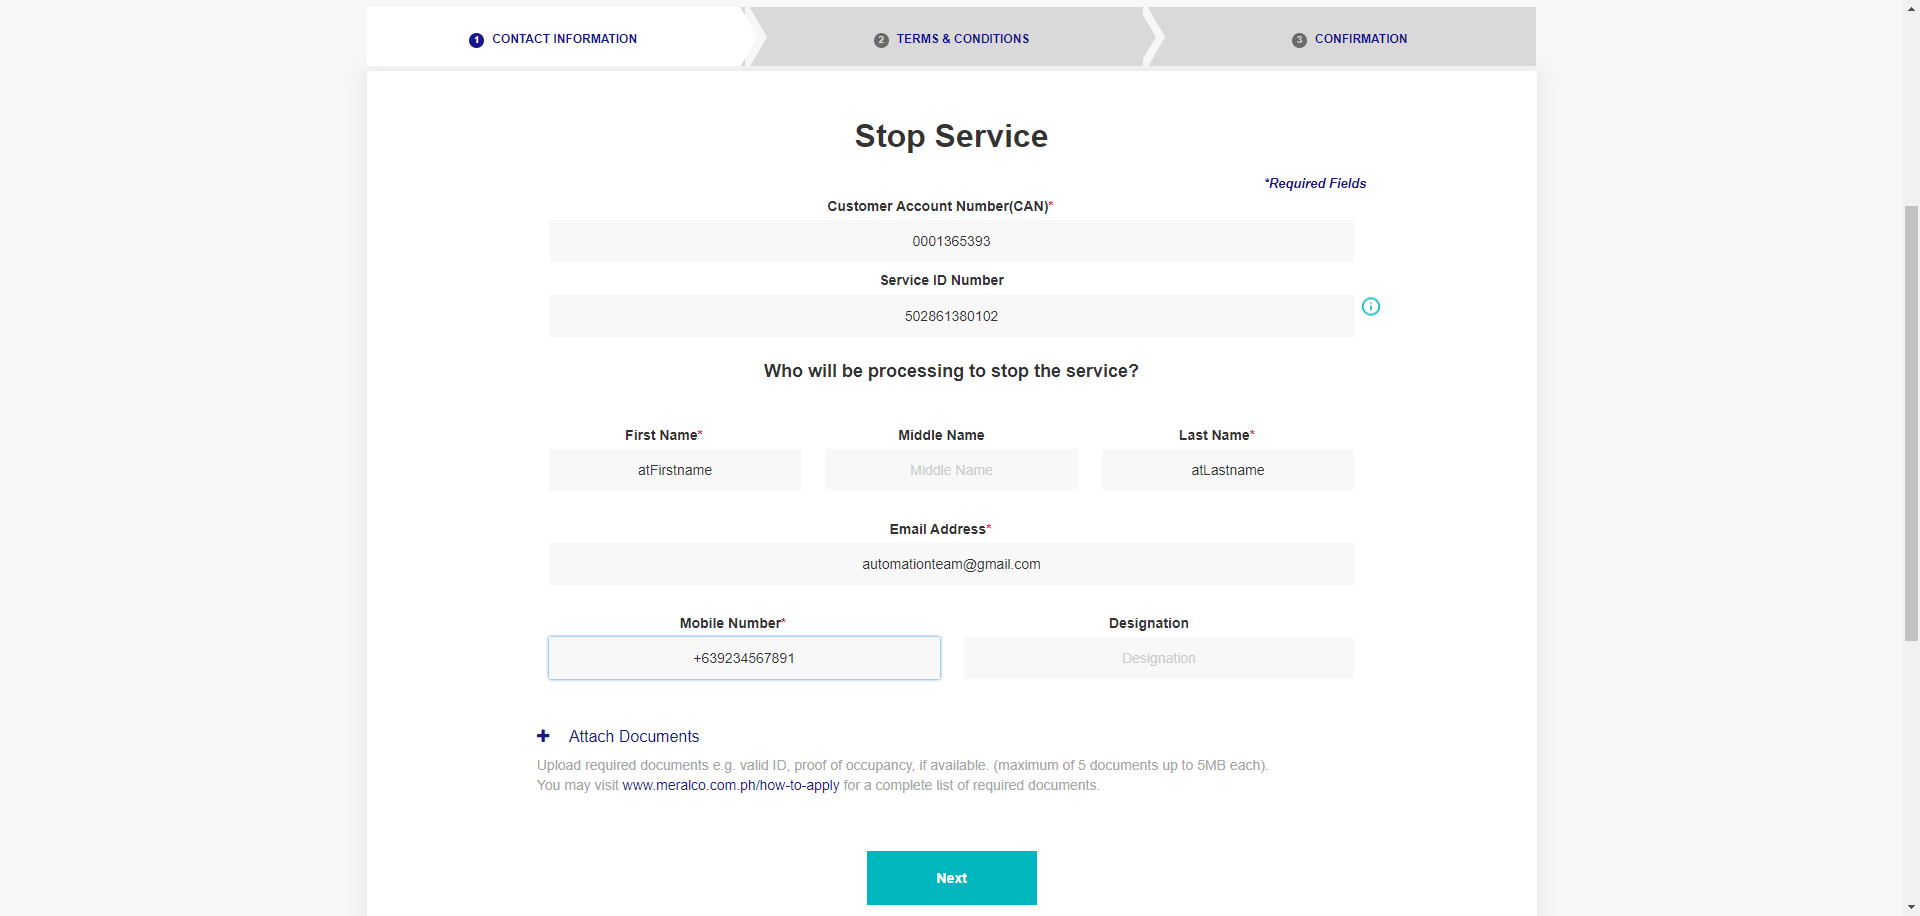 1 CONTACT INFORMATION
2 TERMS & CONDITIONS
3 CONFIRMATION
Stop Service
*Required Fields
Customer Account Number(CAN)*
0001365393
Service ID Number
502861380102
Who will be processing to stop the service?
First Name*
Middle Name
Last Name*
atFirstname
Middle Name
atLastname
Email Address*
automationteam@gmail.com
Mobile Number*
Designation
+639234567891
Designation
Attach Documents
Upload required documents e.g. valid ID, proof of occupancy, if available. (maximum of 5 documents up to 5MB each).
You may visit www.meralco.com.ph/how-to-apply for a complete list of required documents.
Next